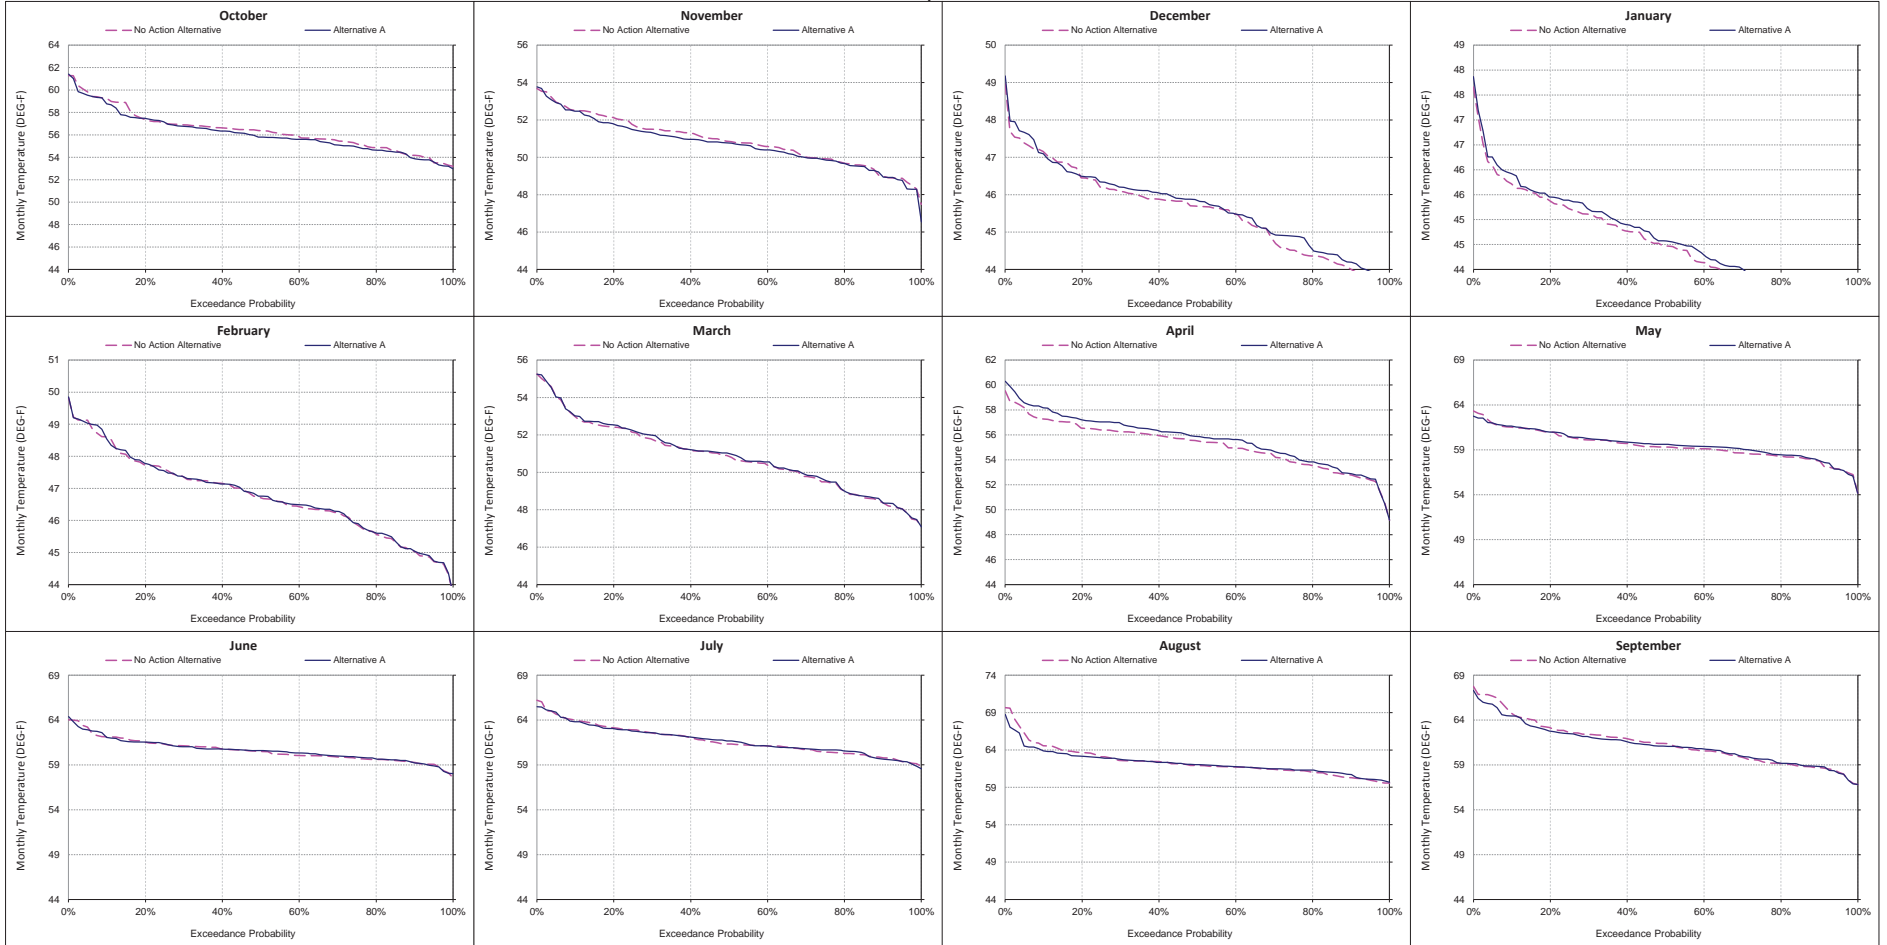 October
No Action Alternative Alternative A
Monthly Temperature (DEG-F)
64
62
60
58
56
54
52
50
48
46
44
0% 20% 40% 60% 80% 100%
Exceedance Probability
November
No Action Alternative Alternative A
Monthly Temperature (DEG-F)
56
54
52
50
48
46
44
0% 20% 40% 60% 80% 100%
Exceedance Probability
December
No Action Alternative Alternative A
Monthly Temperature (DEG-F)
50
49
48
47
46
45
44
0% 20% 40% 60% 80% 100%
Exceedance Probability
January
No Action Alternative Alternative A
Monthly Temperature (DEG-F)
49
48
48
47
47
46
46
45
45
44
0% 20% 40% 60% 80% 100%
Exceedance Probability
February
No Action Alternative Alternative A
Monthly Temperature (DEG-F)
51
50
49
48
47
46
45
44
0% 20% 40% 60% 80% 100%
Exceedance Probability
March
No Action Alternative Alternative A
Monthly Temperature (DEG-F)
56
54
52
50
48
46
44
0% 20% 40% 60% 80% 100%
Exceedance Probability
April
No Action Alternative Alternative A
Monthly Temperature (DEG-F)
62
60
58
56
54
52
50
48
46
44
0% 20% 40% 60% 80% 100%
Exceedance Probability
May
No Action Alternative Alternative A
Monthly Temperature (DEG-F)
69
64
59
54
49
44
0% 20% 40% 60% 80% 100%
Exceedance Probability
June
No Action Alternative Alternative A
Monthly Temperature (DEG-F)
69
64
59
54
49
44
0% 20% 40% 60% 80% 100%
Exceedance Probability
July
No Action Alternative Alternative A
Monthly Temperature (DEG-F)
69
64
59
54
49
44
0% 20% 40% 60% 80% 100%
Exceedance Probability
August
No Action Alternative Alternative A
Monthly Temperature (DEG-F)
74
69
64
59
54
49
44
0% 20% 40% 60% 80% 100%
Exceedance Probability
September
No Action Alternative Alternative A
Monthly Temperature (DEG-F)
69
64
59
54
49
44
0% 20% 40% 60% 80% 100%
Exceedance Probability